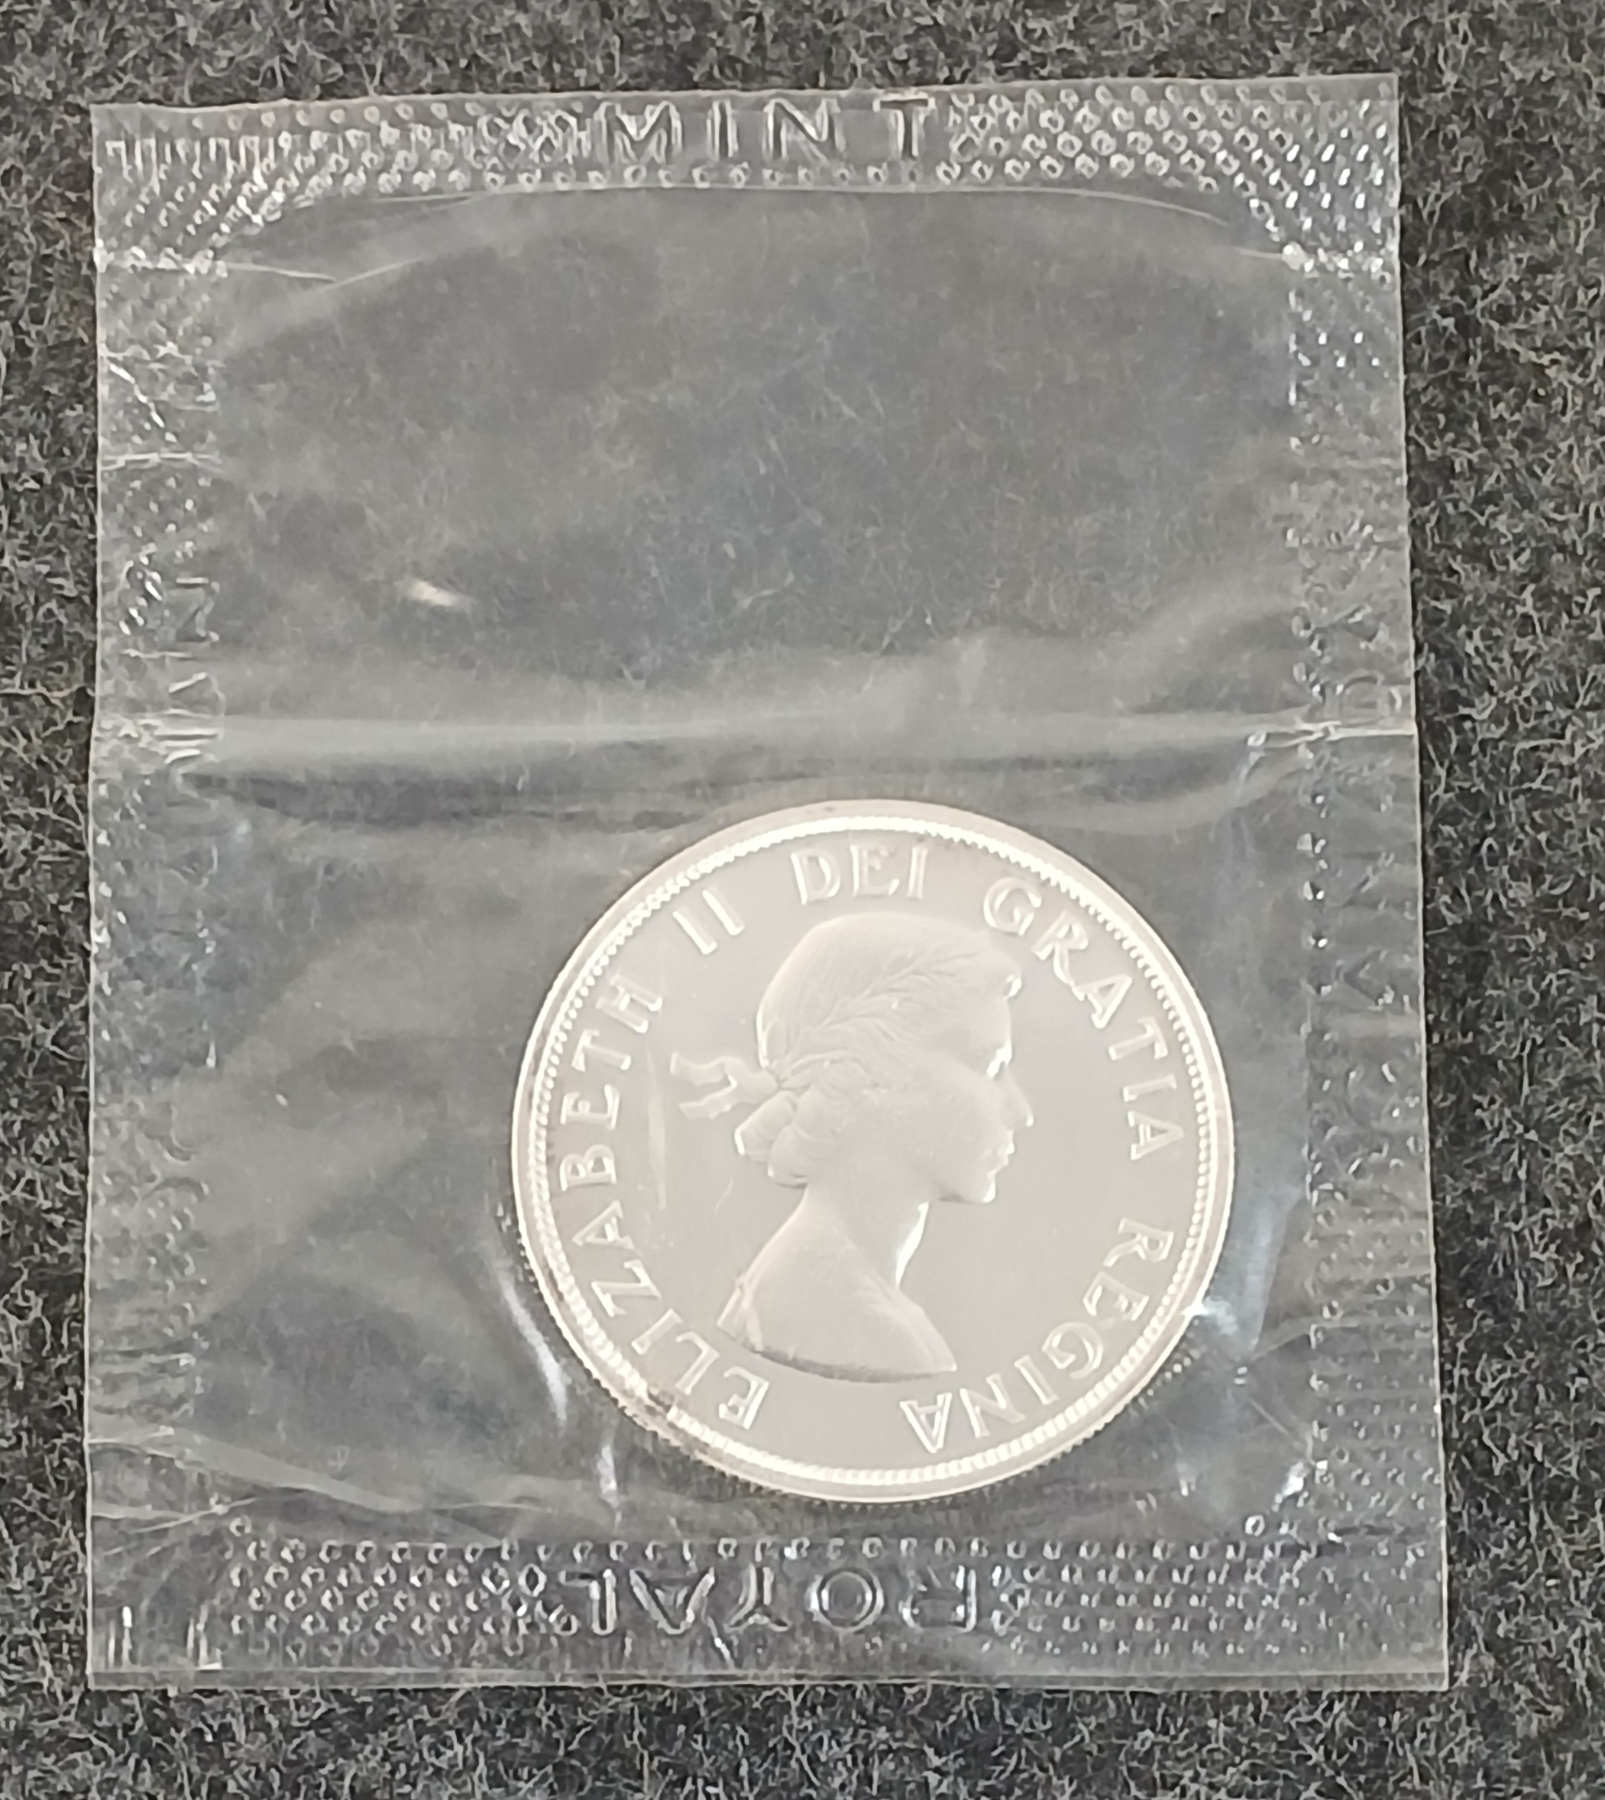 MINT
ELIZABETH II DEI GRATIA REGINA
ROYAL